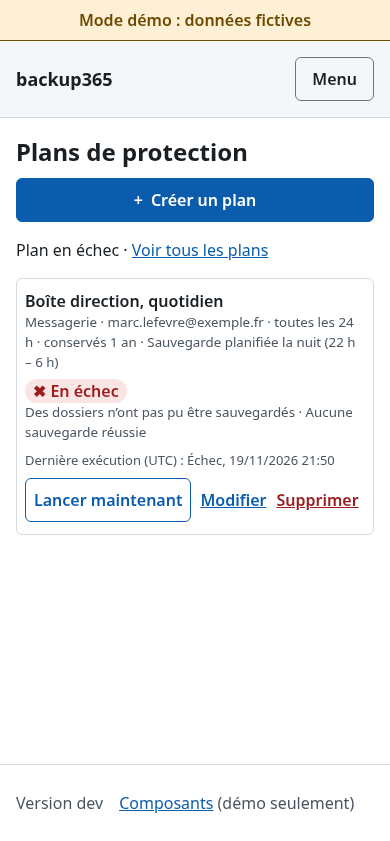 Mode démo : données fictives
backup365
Menu
Plans de protection
+ Créer un plan
Plan en échec · Voir tous les plans
Boîte direction, quotidien
Messagerie · marc.lefevre@exemple.fr · toutes les 24
h · conservés 1 an · Sauvegarde planifiée la nuit (22 h
– 6 h)
✖ En échec
Des dossiers n’ont pas pu être sauvegardés · Aucune
sauvegarde réussie
Dernière exécution (UTC) : Échec, 19/11/2026 21:50
Lancer maintenant Modifier Supprimer
Version dev Composants (démo seulement)